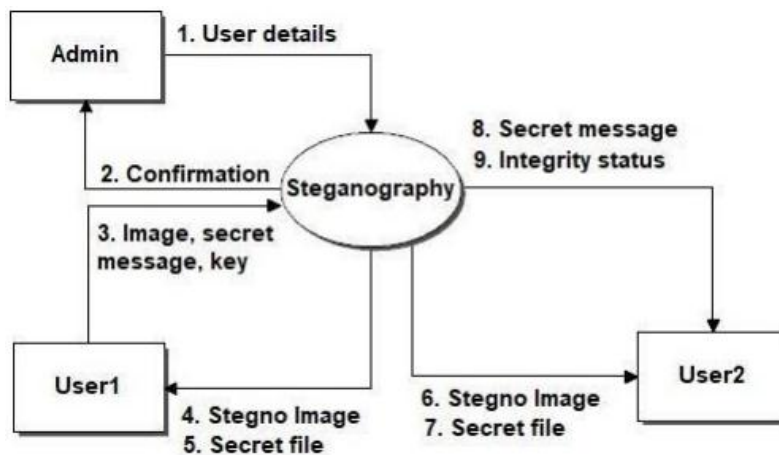 Admin
1. User details
8. Secret message
9. Integrity status
2. Confirmation
Steganography
3. Image, secret
message, key
User1
User2
4. Stegno Image
5. Secret file
6. Stegno Image
7. Secret file